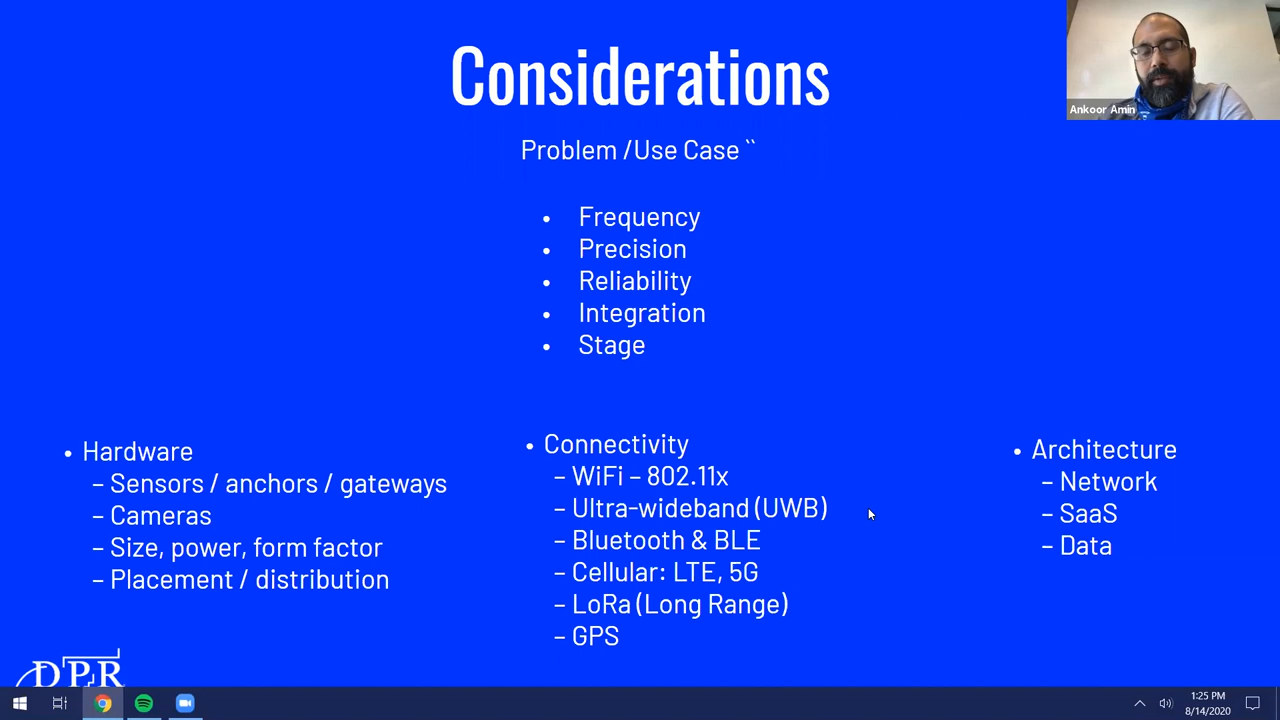 Considerations
Ankoor Amin
Problem /Use Case ``
• Frequency
• Precision
• Reliability
• Integration
• Stage
• Hardware
– Sensors / anchors / gateways
– Cameras
– Size, power, form factor
– Placement / distribution
• Connectivity
– WiFi – 802.11x
– Ultra-wideband (UWB)
– Bluetooth & BLE
– Cellular: LTE, 5G
– LoRa (Long Range)
– GPS
• Architecture
– Network
– SaaS
– Data
DPR
1:25 PM
8/14/2020